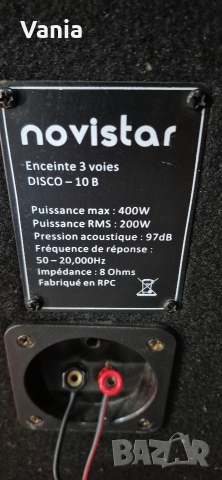 Vania
novistar
Enceinte 3 voies
DISCO – 10 B
Puissance max : 400W
Puissance RMS : 200W
Pression acoustique : 97dB
Fréquence de réponse :
50 – 20,000Hz
Impédance : 8 Ohms
Fabriqué en RPC
bazar